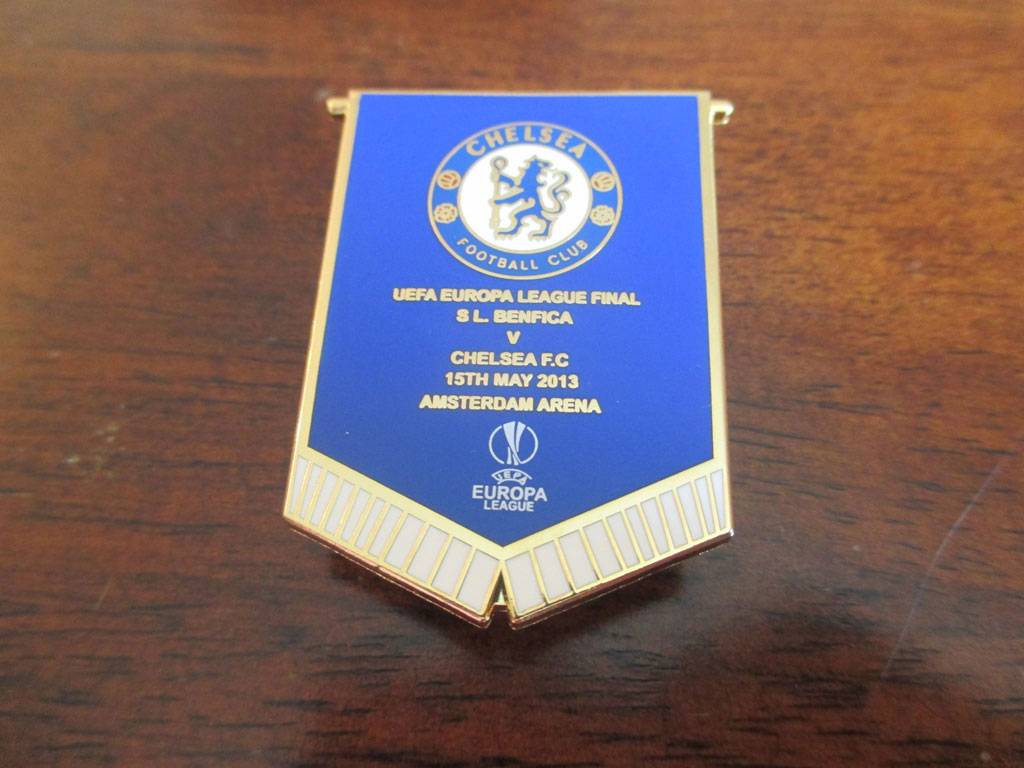 CHELSEA
FOOTBALL CLUB
UEFA EUROPA LEAGUE FINAL
S L. BENFICA
V
CHELSEA F.C
15TH MAY 2013
AMSTERDAM ARENA
UEFA
EUROPA
LEAGUE